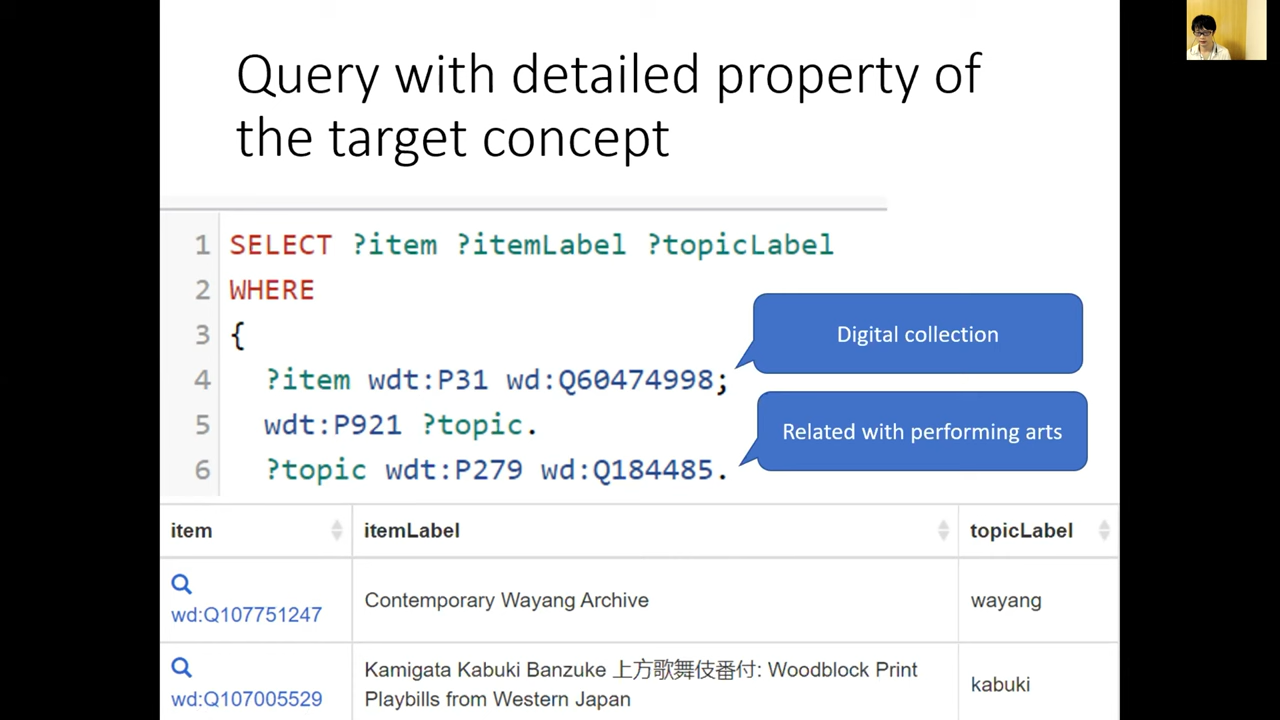 Query with detailed property of
the target concept
1 SELECT ?item ?itemLabel ?topicLabel
2 WHERE
3 {
Digital collection
4 ?item wdt:P31 wd:Q60474998;
5 wdt:P921 ?topic.
Related with performing arts
6 ?topic wdt:P279 wd:Q184485.
item itemLabel topicLabel
wd:Q107751247 Contemporary Wayang Archive wayang
Kamigata Kabuki Banzuke 上方歌舞伎番付: Woodblock Print
wd:Q107005529 Playbills from Western Japan kabuki